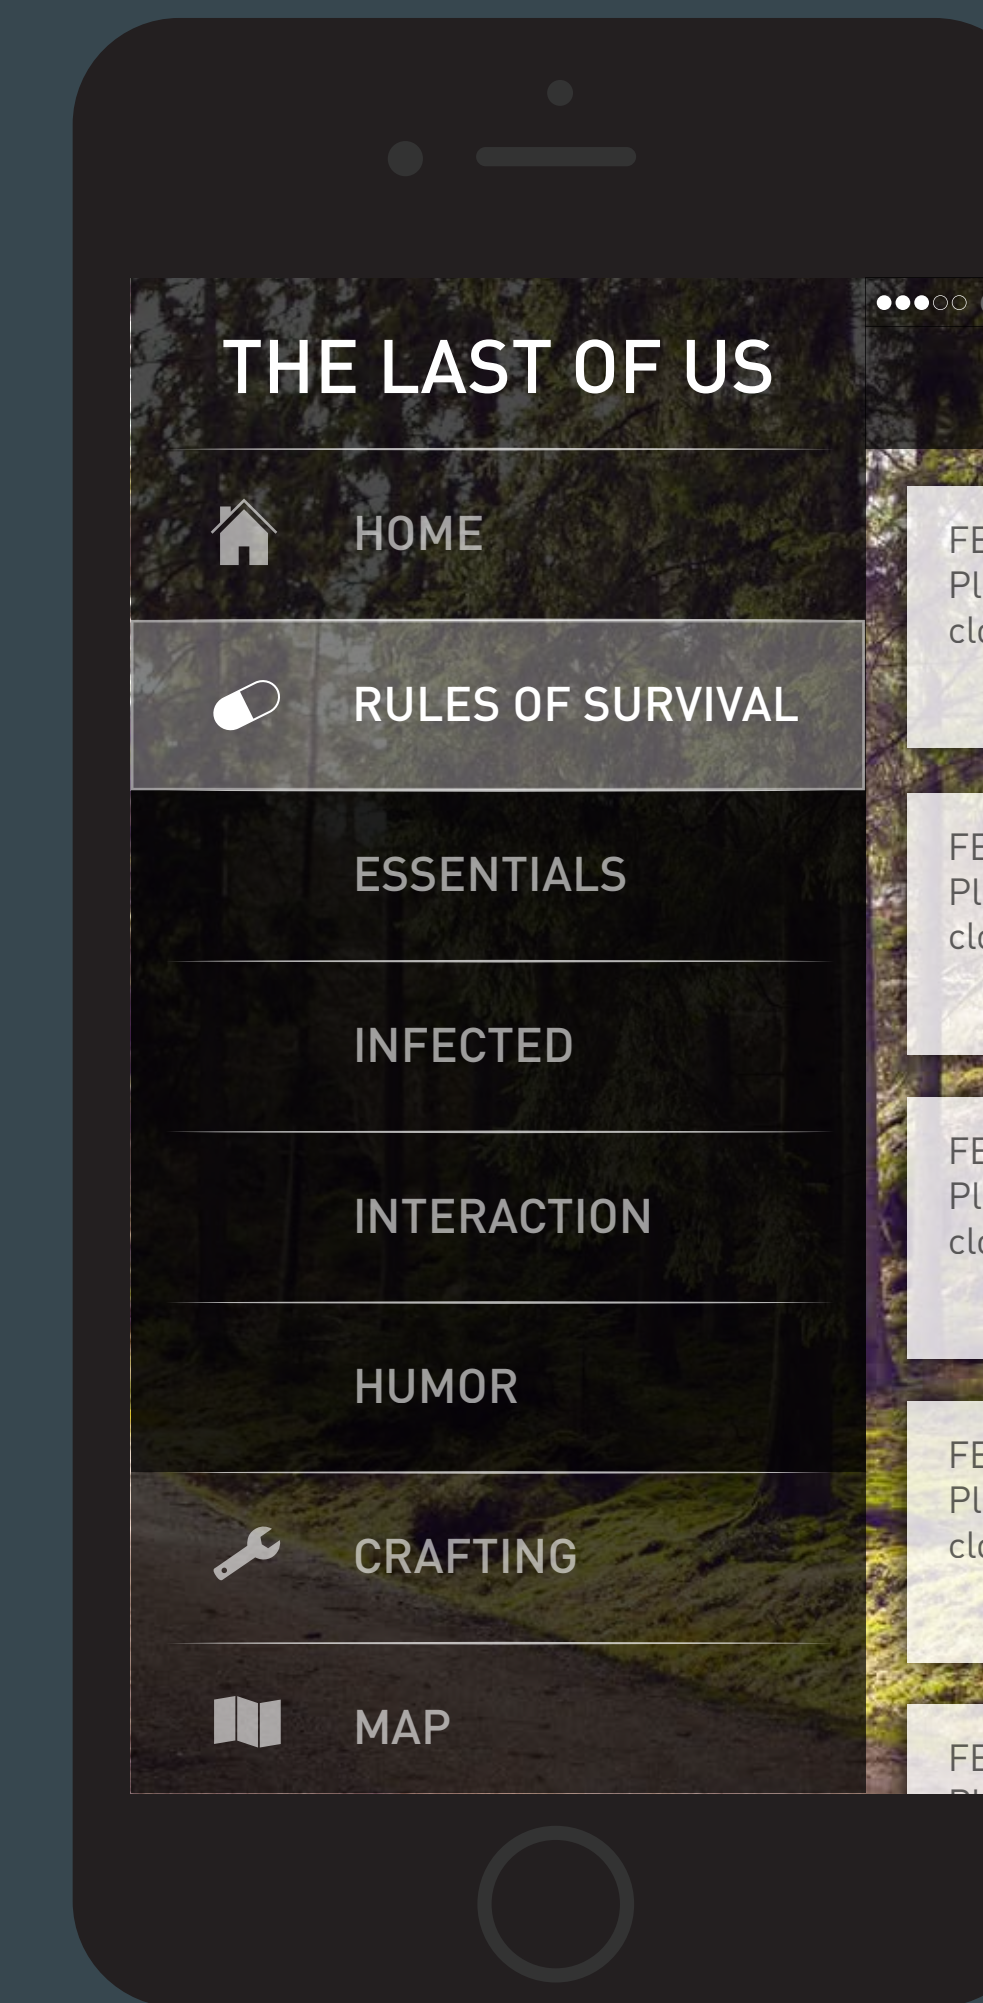 THE LAST OF US
HOME
RULES OF SURVIVAL
ESSENTIALS
INFECTED
INTERACTION
HUMOR
CRAFTING
MAP